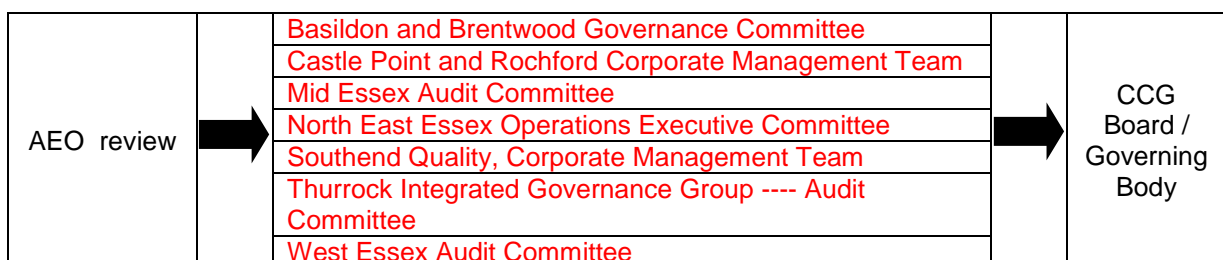 AEO review
Basildon and Brentwood Governance Committee
Castle Point and Rochford Corporate Management Team
Mid Essex Audit Committee
North East Essex Operations Executive Committee
Southend Quality, Corporate Management Team
Thurrock Integrated Governance Group ---- Audit
Committee
West Essex Audit Committee
CCG
Board /
Governing
Body